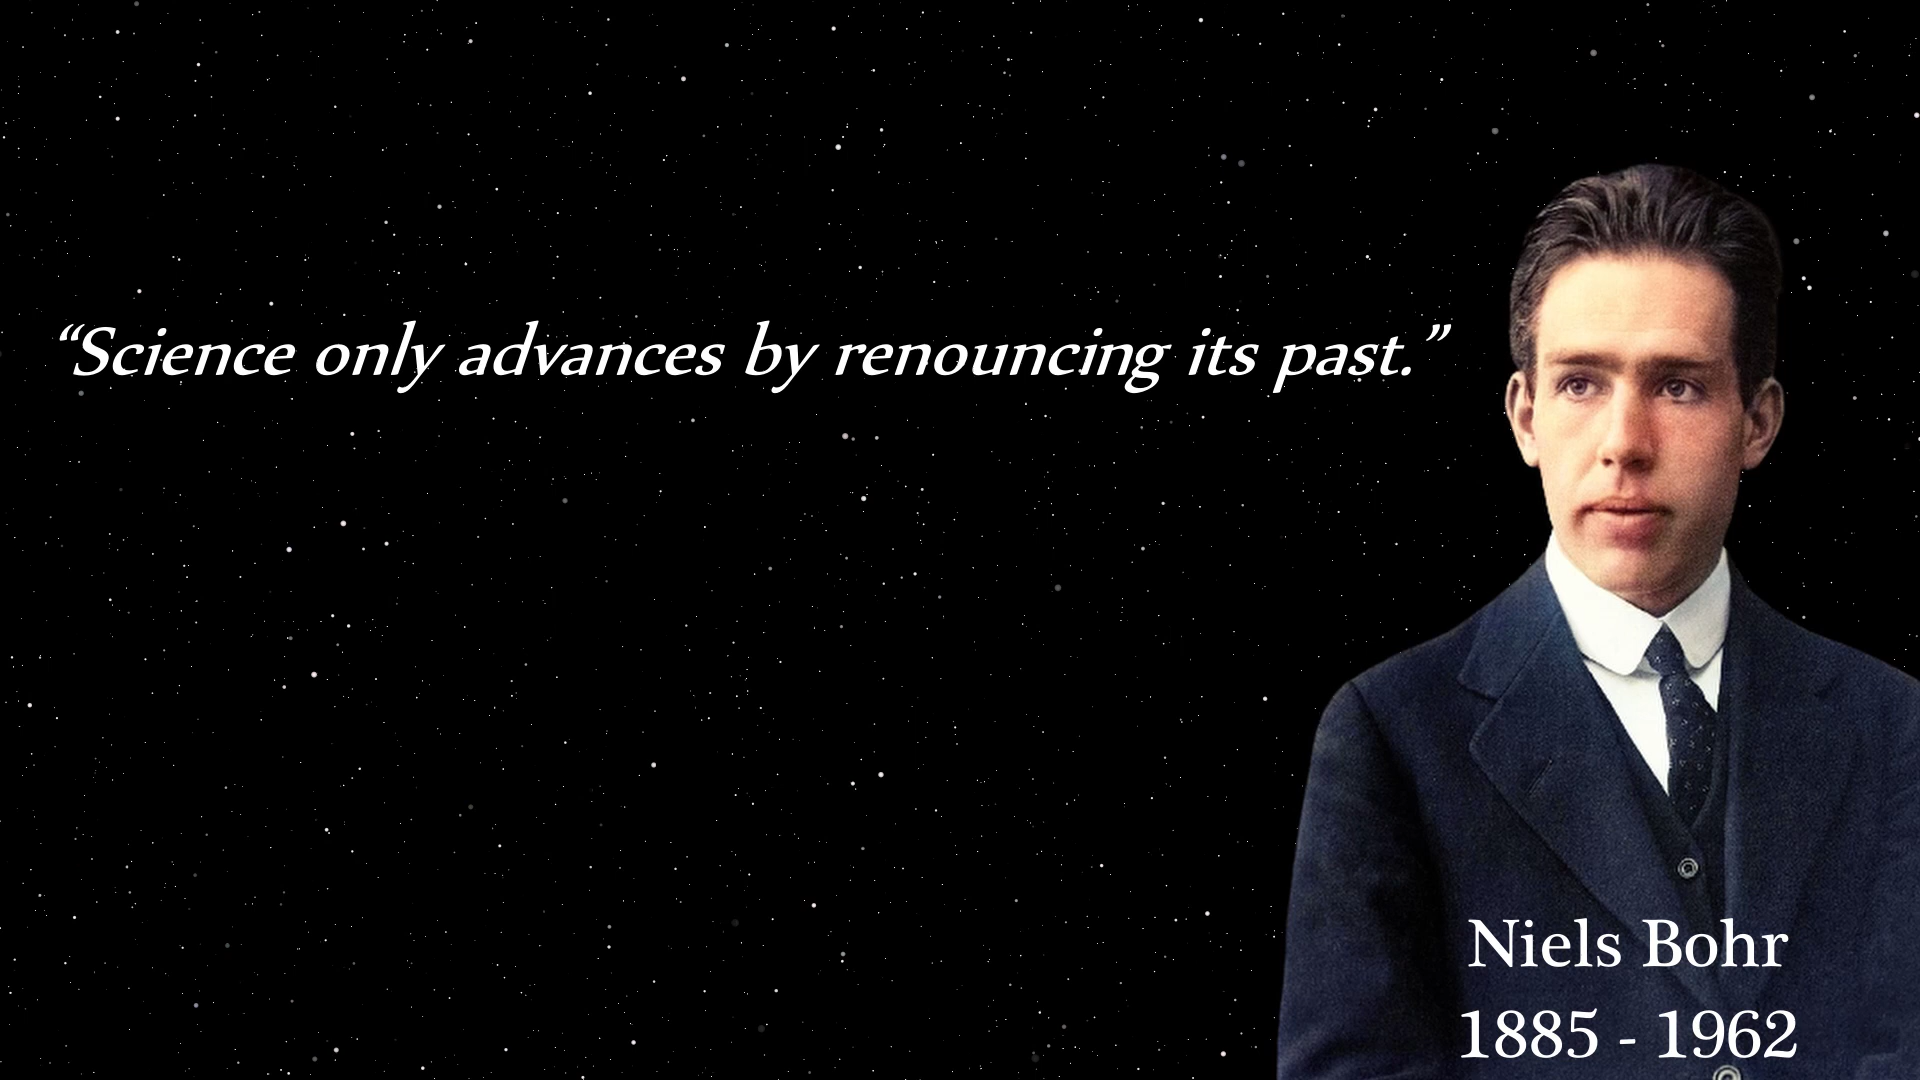 “Science only advances by renouncing its past.”
Niels Bohr
1885 - 1962